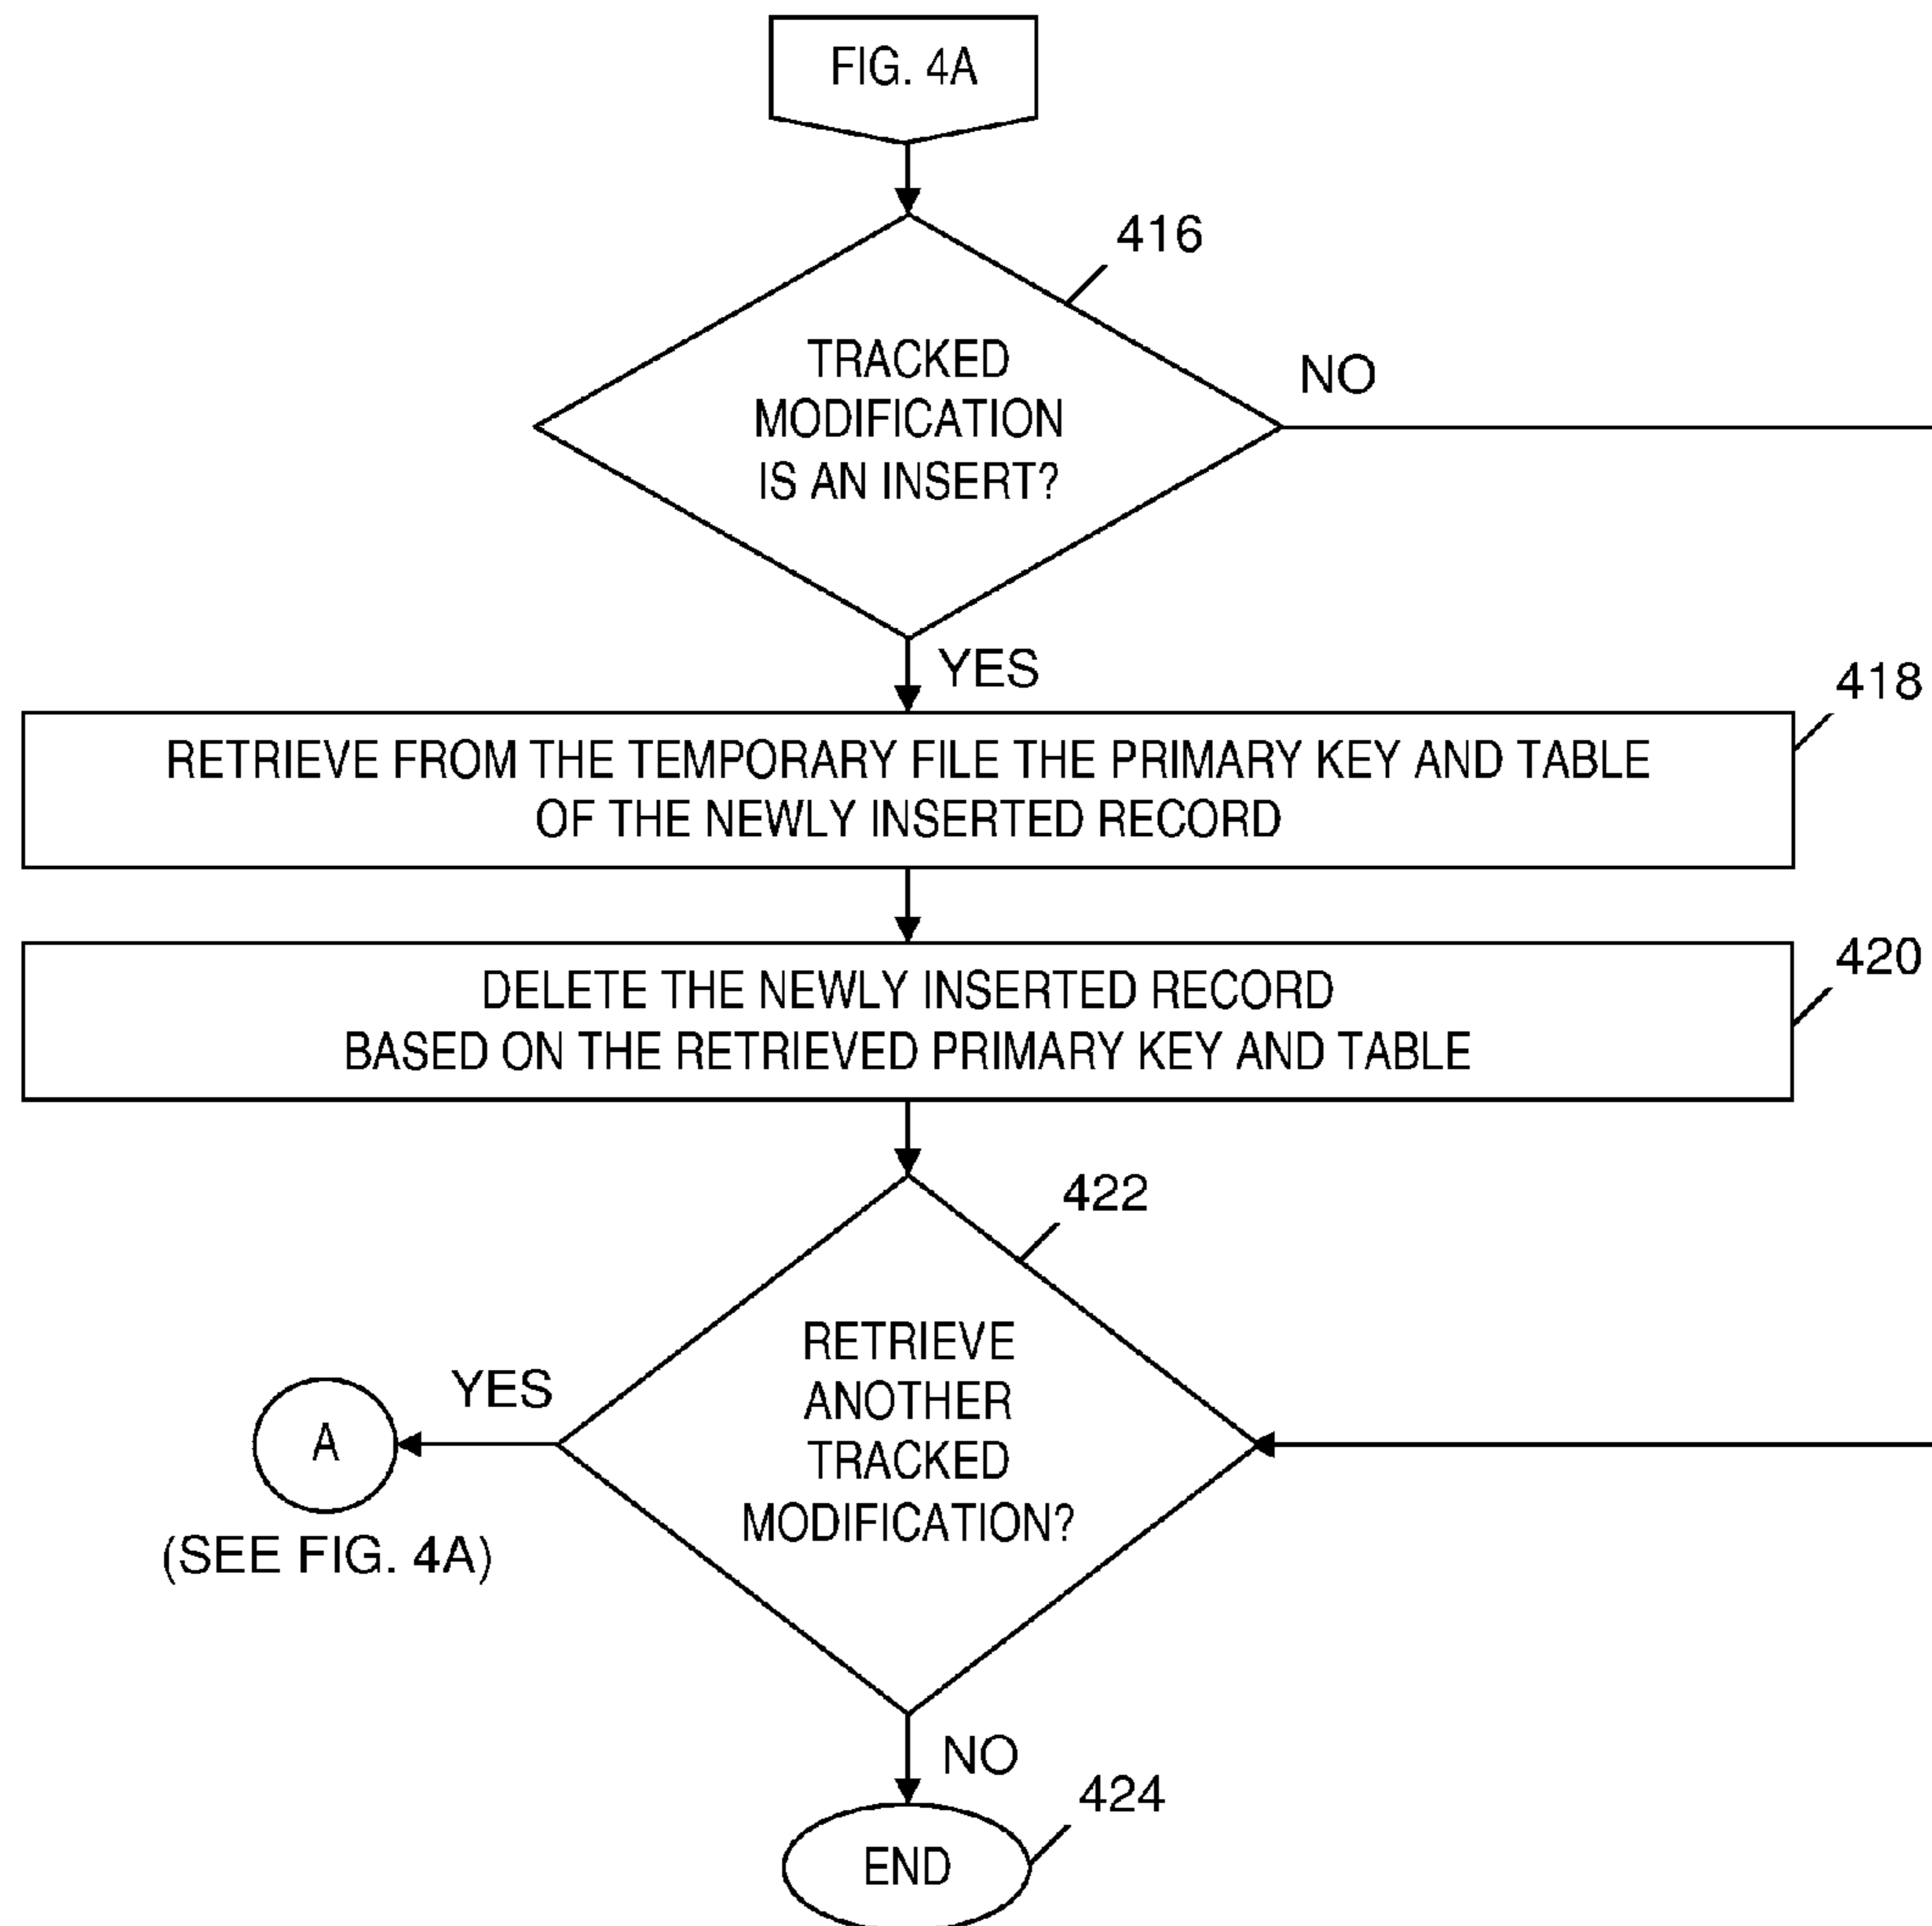 FIG. 4A
416
TRACKED
MODIFICATION
IS AN INSERT?
NO
YES
418
RETRIEVE FROM THE TEMPORARY FILE THE PRIMARY KEY AND TABLE
OF THE NEWLY INSERTED RECORD
420
DELETE THE NEWLY INSERTED RECORD
BASED ON THE RETRIEVED PRIMARY KEY AND TABLE
422
RETRIEVE
ANOTHER
TRACKED
MODIFICATION?
YES
A
(SEE FIG. 4A)
NO
424
END